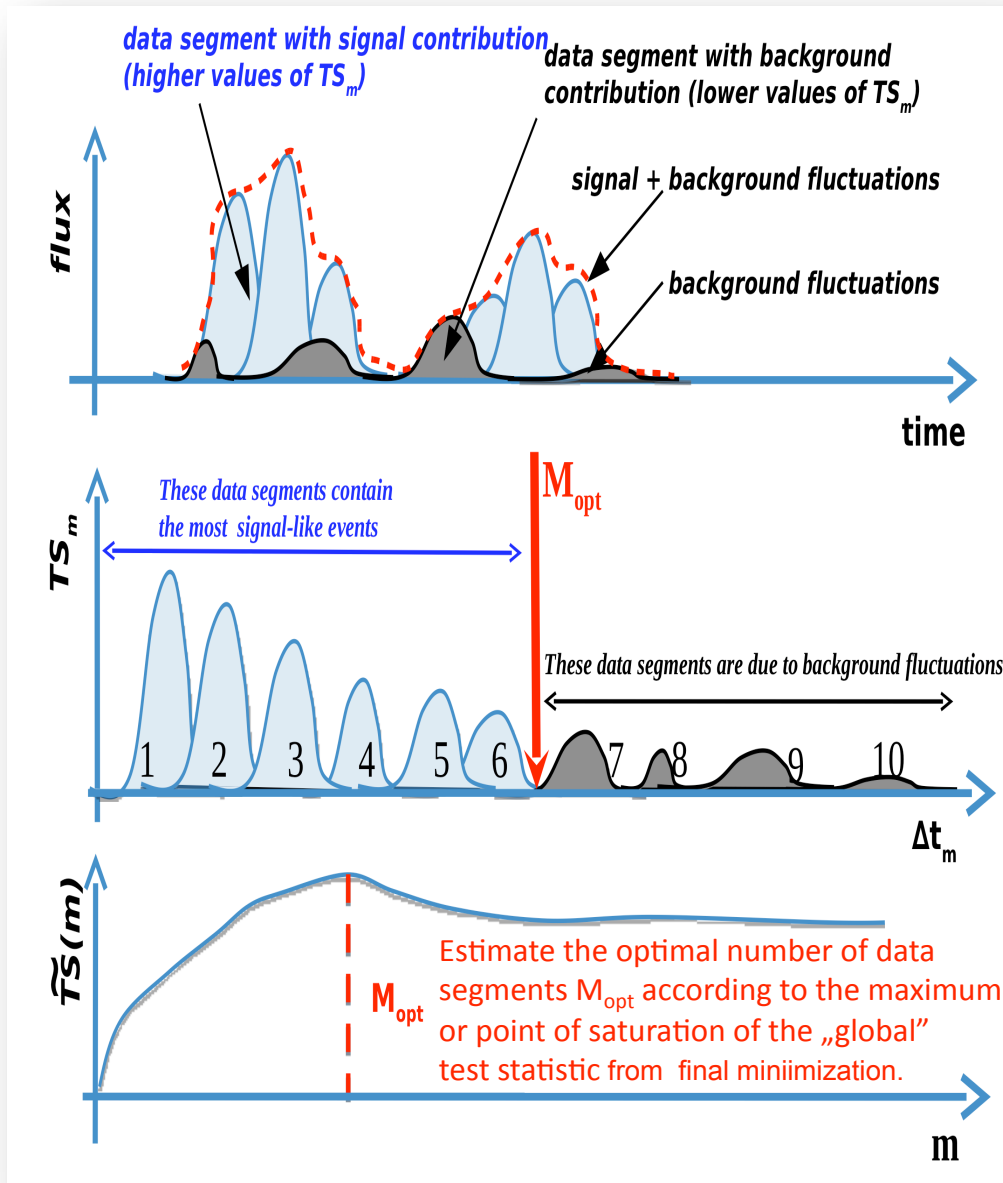 data segment with signal contribution
(higher values of TSm)
data segment with background
contribution (lower values of TSm)
signal + background fluctuations
background fluctuations
flux
time
Mopt
These data segments contain
the most signal-like events
TSm
These data segments are due to background fluctuations
1 2 3 4 5 6 7 8 9 10
Δtm
T̃S(m)
Mopt
Estimate the optimal number of data
segments Mopt according to the maximum
or point of saturation of the „global”
test statistic from final miniimization.
m